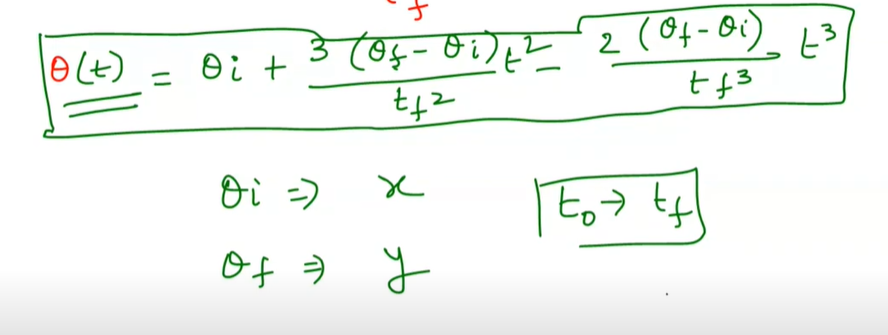 f
θ(t) = θi + 3 (θf - θi) t² - 2 (θf - θi) t³
tf² tf³
θi ⇒ x t₀ → tf
θf ⇒ y